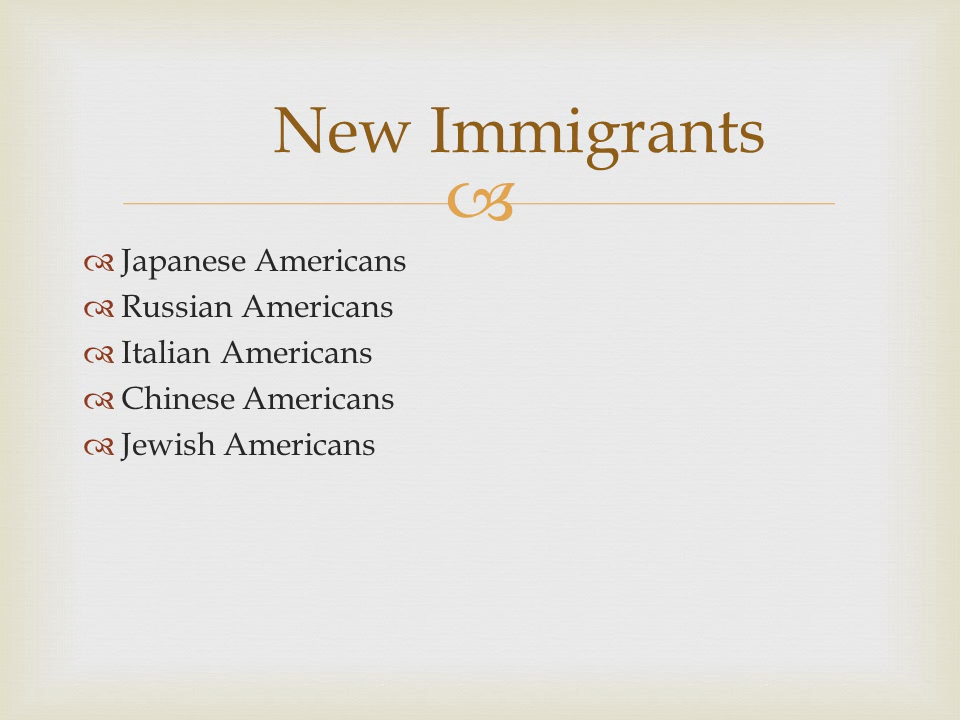 New Immigrants
Japanese Americans
Russian Americans
Italian Americans
Chinese Americans
Jewish Americans